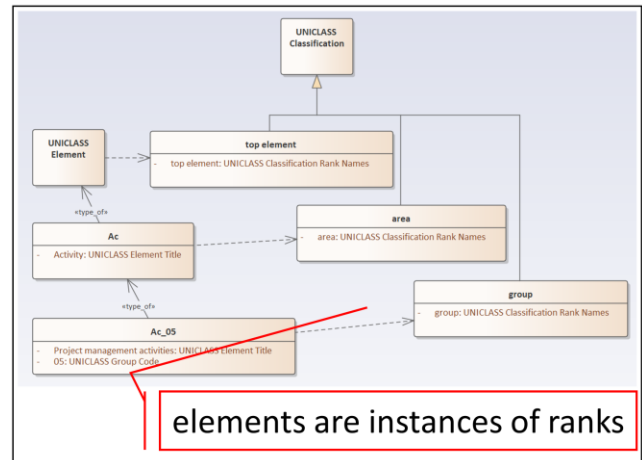 UNICLASS
Classification
UNICLASS
Element
top element
- top element: UNICLASS Classification Rank Names
«type_of»
Ac
- Activity: UNICLASS Element Title
area
- area: UNICLASS Classification Rank Names
«type_of»
group
- group: UNICLASS Classification Rank Names
Ac_05
- Project management activities: UNICLASS Element Title
- 05: UNICLASS Group Code
elements are instances of ranks